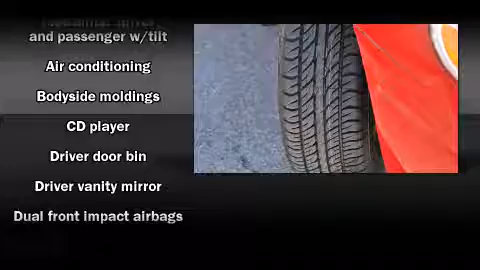 and passenger w/tilt
Air conditioning
Bodyside moldings
CD player
Driver door bin
Driver vanity mirror
Dual front impact airbags